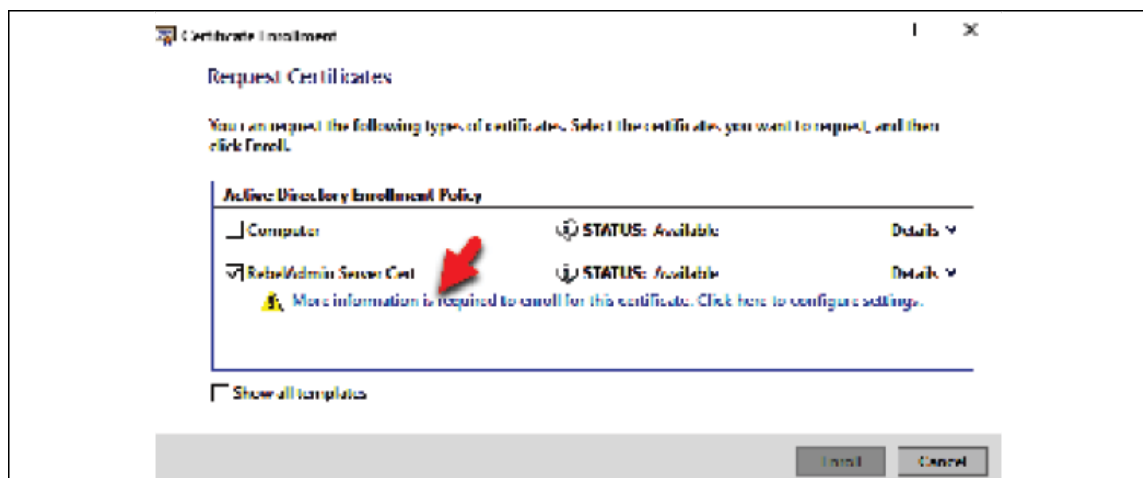 Certificate Enrollment
Request Certificates
You can request the following types of certificates. Select the certificates you want to request, and then
click Enroll.
Active Directory Enrollment Policy
Computer STATUS: Available Details
RebelAdmin Server Cert STATUS: Available Details
More information is required to enroll for this certificate. Click here to configure settings.
Show all templates
Enroll Cancel